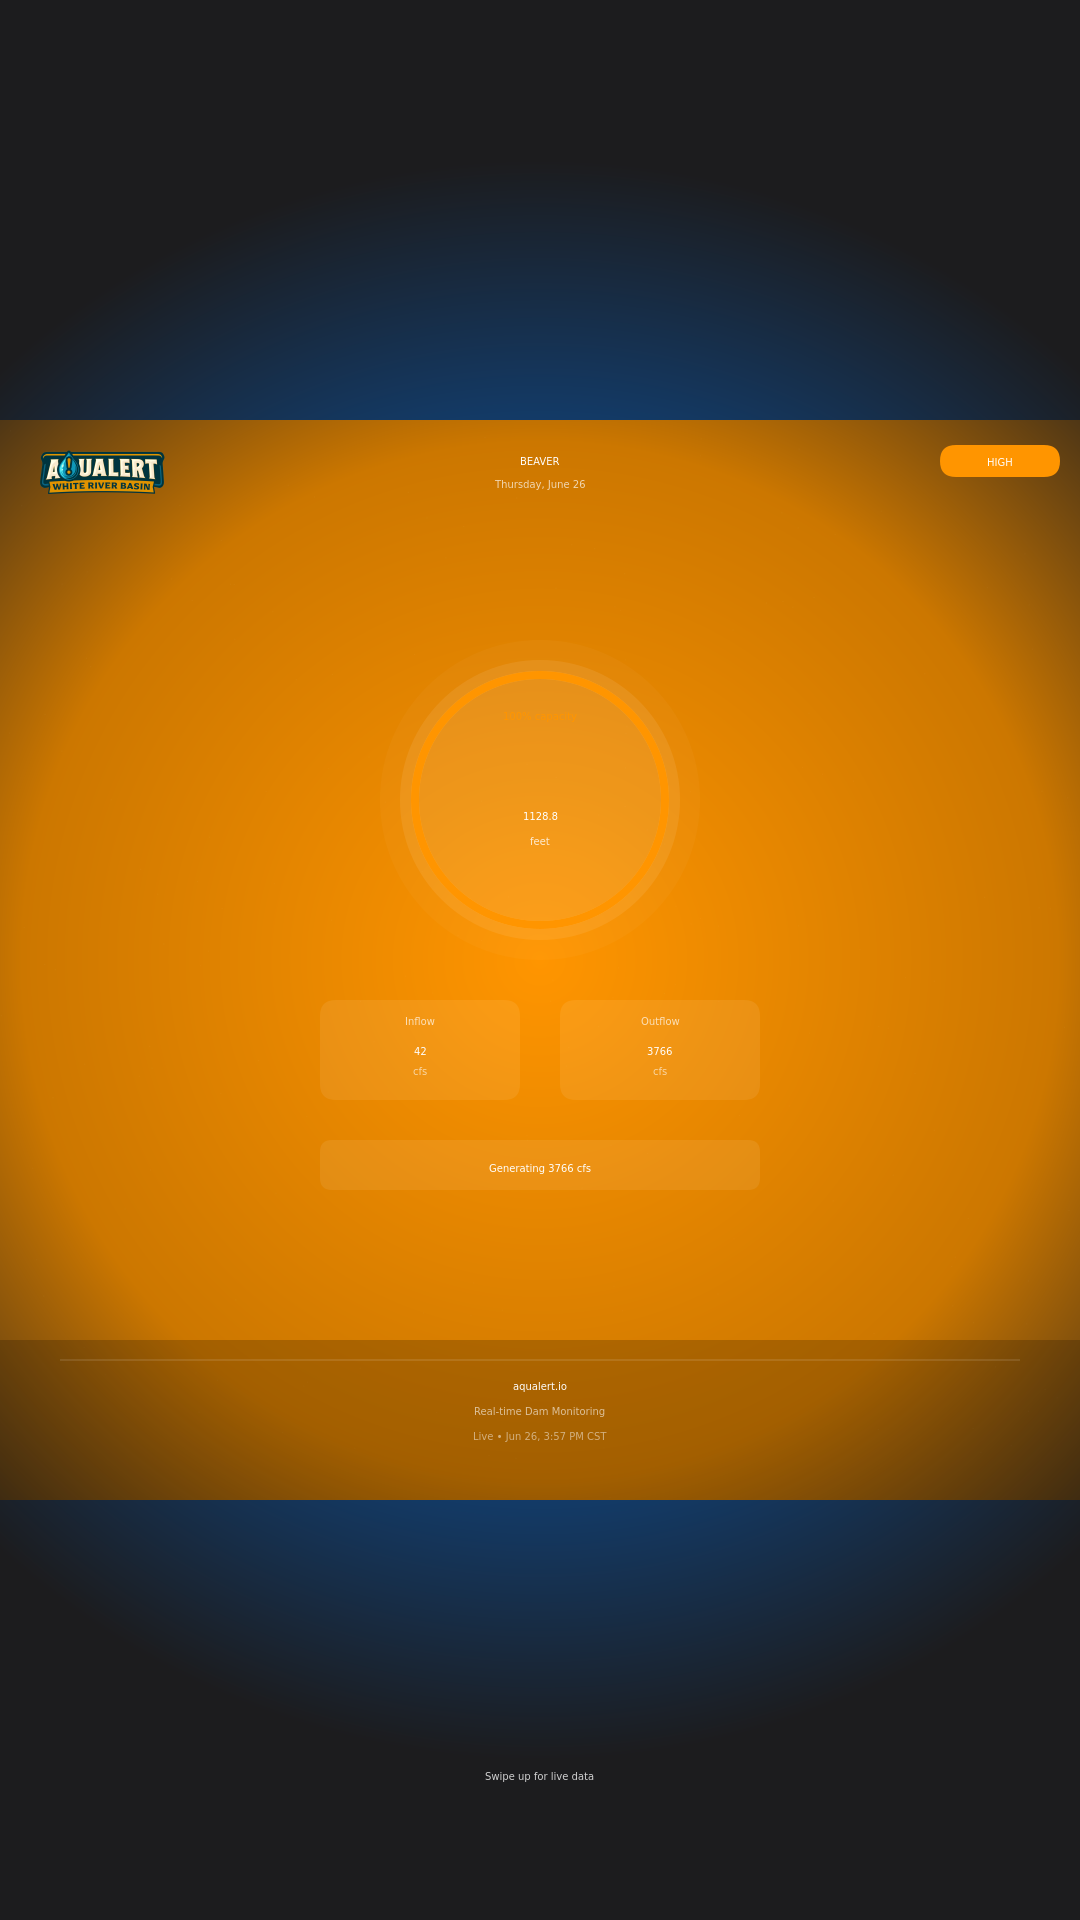 AQUALERT
WHITE RIVER BASIN
BEAVER
Thursday, June 26
HIGH
1128.8
feet
Inflow
42
cfs
Outflow
3766
cfs
Generating 3766 cfs
aqualert.io
Real-time Dam Monitoring
Live • Jun 26, 3:57 PM CST
Swipe up for live data